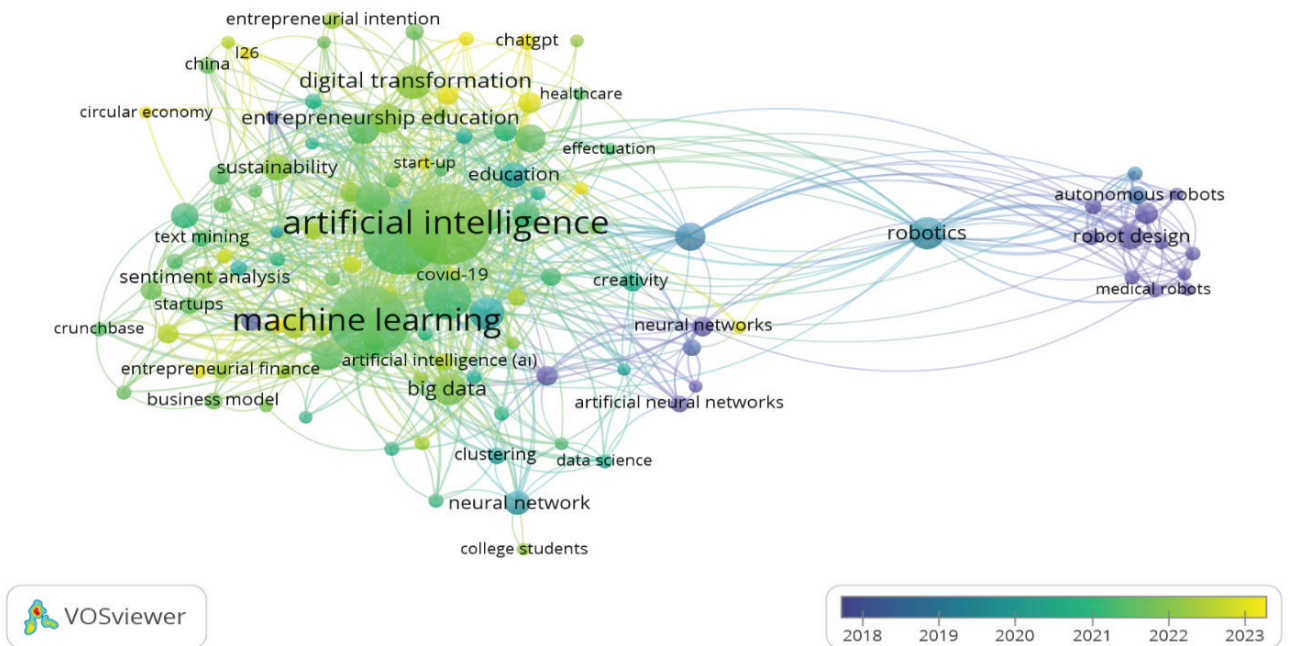 entrepreneurial intention
chatgpt
l26
china
digital transformation
healthcare
circular economy
entrepreneurship education
effectuation
start-up
sustainability
education
autonomous robots
artificial intelligence
robotics
robot design
text mining
covid-19
sentiment analysis
creativity
medical robots
startups
machine learning
neural networks
crunchbase
artificial intelligence (aı)
entrepreneurial finance
big data
business model
artificial neural networks
clustering
data science
neural network
college students
VOSviewer
2018 2019 2020 2021 2022 2023